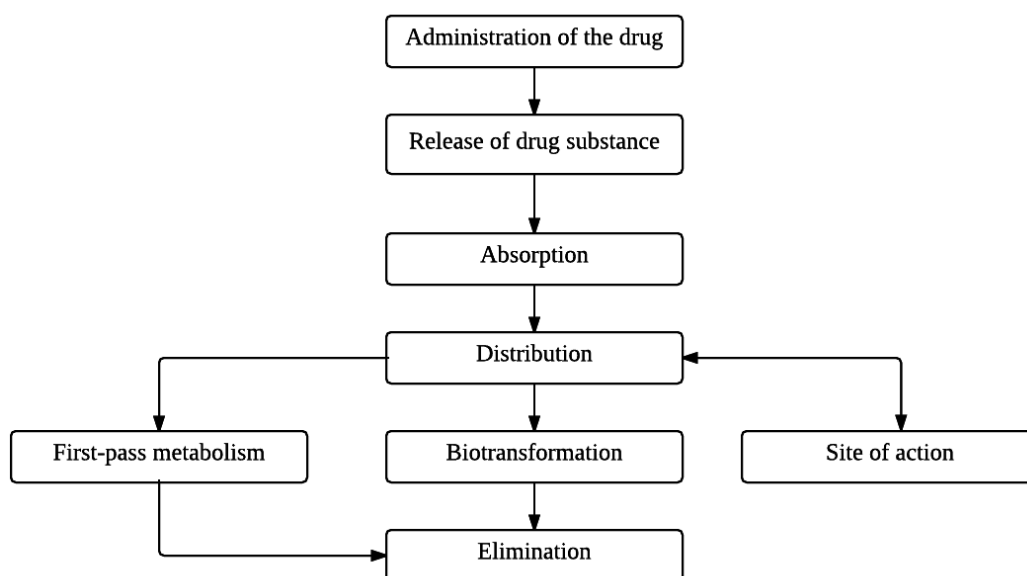 Administration of the drug
Release of drug substance
Absorption
Distribution
First-pass metabolism
Biotransformation
Site of action
Elimination